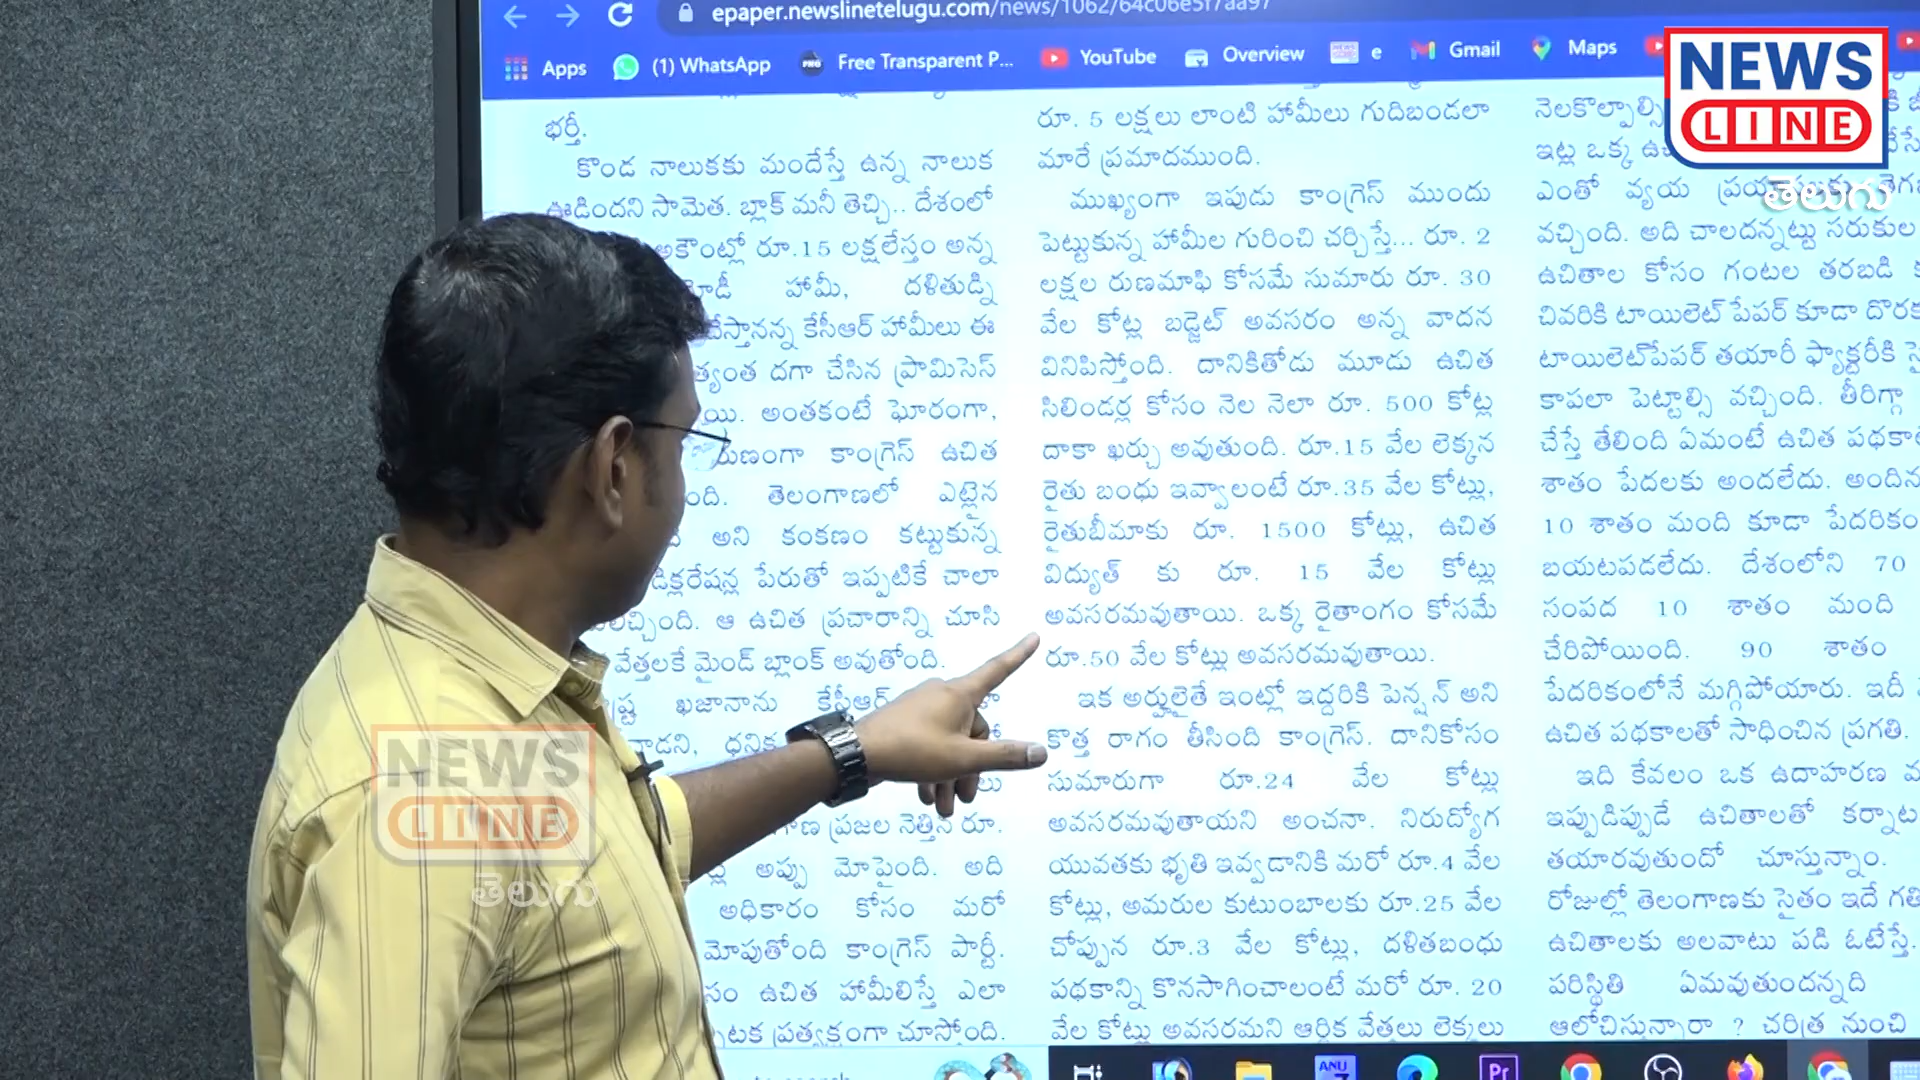 epaper.newslinetelugu.com/news/1062/64c06e5f7aa97
Apps (1) WhatsApp Free Transparent P... YouTube Overview e Gmail Maps
NEWS
LINE
తెలుగు
భర్తీ.
కొండ నాలుకకు మందేస్తే ఉన్న నాలుక
ఊడిందని సామెత. బ్లాక్ మనీ తెచ్చి.. దేశంలో
అకౌంట్లో రూ.15 లక్షలేస్తం అన్న
హామీ, దళితుడ్ని
కేసీఆర్ హామీలు ఈ
దగా చేసిన ప్రామిసెస్
అంతకంటే ఘోరంగా,
కాంగ్రెస్ ఉచిత
తెలంగాణలో ఎట్లైన
అని కంకణం కట్టుకున్న
పేరుతో ఇప్పటికే చాలా
ఆ ఉచిత ప్రచారాన్ని చూసి
వేత్తలకే మైండ్ బ్లాంక్ అవుతోంది.
ఖజానాను కేసీఆర్
ప్రజల నెత్తిన రూ.
అప్పు మోపైంది. అది
అధికారం కోసం మరో
మోపుతోంది కాంగ్రెస్ పార్టీ.
ఉచిత హామీలిస్తే ఎలా
ప్రత్యక్షంగా చూస్తోంది.
రూ. 5 లక్షలు లాంటి హామీలు గుదిబండలా
మారే ప్రమాదముంది.
ముఖ్యంగా ఇపుడు కాంగ్రెస్ ముందు
పెట్టుకున్న హామీల గురించి చర్చిస్తే... రూ. 2
లక్షల రుణమాఫి కోసమే సుమారు రూ. 30
వేల కోట్ల బడ్జెట్ అవసరం అన్న వాదన
వినిపిస్తోంది. దానికితోడు మూడు ఉచిత
సిలిండర్ల కోసం నెల నెలా రూ. 500 కోట్ల
దాకా ఖర్చు అవుతుంది. రూ.15 వేల లెక్కన
రైతు బంధు ఇవ్వాలంటే రూ.35 వేల కోట్లు,
రైతుబీమాకు రూ. 1500 కోట్లు, ఉచిత
విద్యుత్ కు రూ. 15 వేల కోట్లు
అవసరమవుతాయి. ఒక్క రైతాంగం కోసమే
రూ.50 వేల కోట్లు అవసరమవుతాయి.
ఇక అర్హులైతే ఇంట్లో ఇద్దరికి పెన్షన్ అని
కొత్త రాగం తీసింది కాంగ్రెస్. దానికోసం
సుమారుగా రూ.24 వేల కోట్లు
అవసరమవుతాయని అంచనా. నిరుద్యోగ
యువతకు భృతి ఇవ్వడానికి మరో రూ.4 వేల
కోట్లు, అమరుల కుటుంబాలకు రూ.25 వేల
చోప్పున రూ.3 వేల కోట్లు, దళితబంధు
పథకాన్ని కొనసాగించాలంటే మరో రూ. 20
వేల కోట్లు అవసరమని ఆర్థిక వేత్తలు లెక్కలు
నెలకొల్పాల్సి
ఇట్ల ఒక్క
ఎంతో వ్యయ
వచ్చింది. అది చాలదన్నట్టు సరుకుల
ఉచితాల కోసం గంటల తరబడి
చివరికి టాయిలెట్ పేపర్ కూడా
టాయిలెట్‌పేపర్ తయారీ ఫ్యాక్టరీకి
కాపలా పెట్టాల్సి వచ్చింది. తీరిగ్గా
చేస్తే తేలింది ఏమంటే ఉచిత
శాతం పేదలకు అందలేదు.
10 శాతం మంది కూడా పేదరికం
బయటపడలేదు. దేశంలోని 70
సంపద 10 శాతం మంది
చేరిపోయింది. 90 శాతం
పేదరికంలోనే మగ్గిపోయారు. ఇదీ
ఉచిత పథకాలతో సాధించిన ప్రగతి.
ఇది కేవలం ఒక ఉదాహరణ
ఇప్పుడిప్పుడే ఉచితాలతో
తయారవుతుందో చూస్తున్నాం.
రోజుల్లో తెలంగాణకు సైతం ఇదే
ఉచితాలకు అలవాటు పడి ఓటేస్తే.
పరిస్థితి ఏమవుతుందన్నది
ఆలోచిస్తున్నారా ? చరిత్ర నుంచి
NEWS
LINE
తెలుగు
ANU
Pr